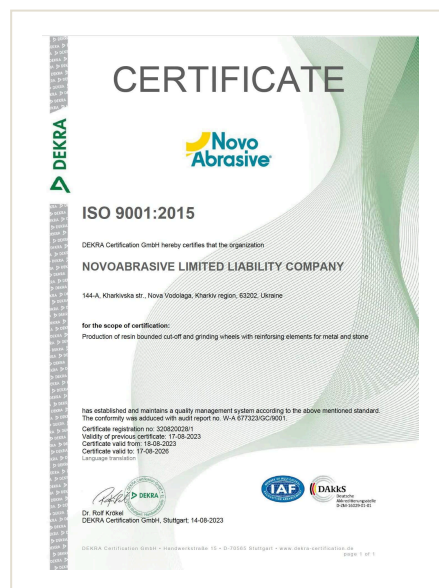 CERTIFICATE
DEKRA
Novo
Abrasive
ISO 9001:2015
DEKRA Certification GmbH hereby certifies that the organization
NOVOABRASIVE LIMITED LIABILITY COMPANY
144-A, Kharkivska str., Nova Vodolaga, Kharkiv region, 63202, Ukraine
for the scope of certification:
Production of resin bounded cut-off and grinding wheels with reinforsing elements for metal and stone
has established and maintains a quality management system according to the above mentioned standard.
The conformity was adduced with audit report no. W-A 677323/GC/9001.
Certificate registration no: 320820028/1
Validity of previous certificate: 17-08-2023
Certificate valid from: 18-08-2023
Certificate valid to: 17-08-2026
Language translation
DEKRA
IAF
DAkkS
Deutsche
Akkreditierungsstelle
D-ZM-16029-01-01
Dr. Rolf Krökel
DEKRA Certification GmbH, Stuttgart; 14-08-2023
DEKRA Certification GmbH • Handwerkstraße 15 • D-70565 Stuttgart • www.dekra-certification.de
page 1 of 1